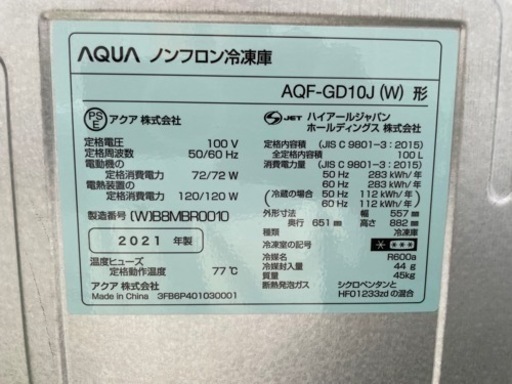 AQUA ノンフロン冷凍庫
AQF-GD10J (W) 形
PSE
アクア 株式会社
定格電圧 100 V
定格周波数 50/60 Hz
電動機の
定格消費電力 72/72 W
電熱装置の
定格消費電力 120/120 W
製造番号 (W)B8MBR0010
2021 年製
温度ヒューズ
定格動作温度 77℃
アクア 株式会社
Made in China 3FB6P401030001
JET ハイアールジャパン
ホールディングス 株式会社
定格内容積 (JIS C 9801-3 : 2015)
全定格内容積 100 L
消費電力量 (JIS C 9801-3 : 2015)
50 Hz 283 kWh/年
60 Hz 283 kWh/年
(冷蔵の場合 50 Hz 112 kWh/年)
60 Hz 112 kWh/年
外形寸法 幅 557 mm
奥行 651 mm 高さ 882 mm
種類 冷凍庫
冷凍室の記号
冷媒名 R600a
冷媒封入量 44 g
質量 45kg
断熱発泡ガス シクロペンタンと
HFO1233zd の混合